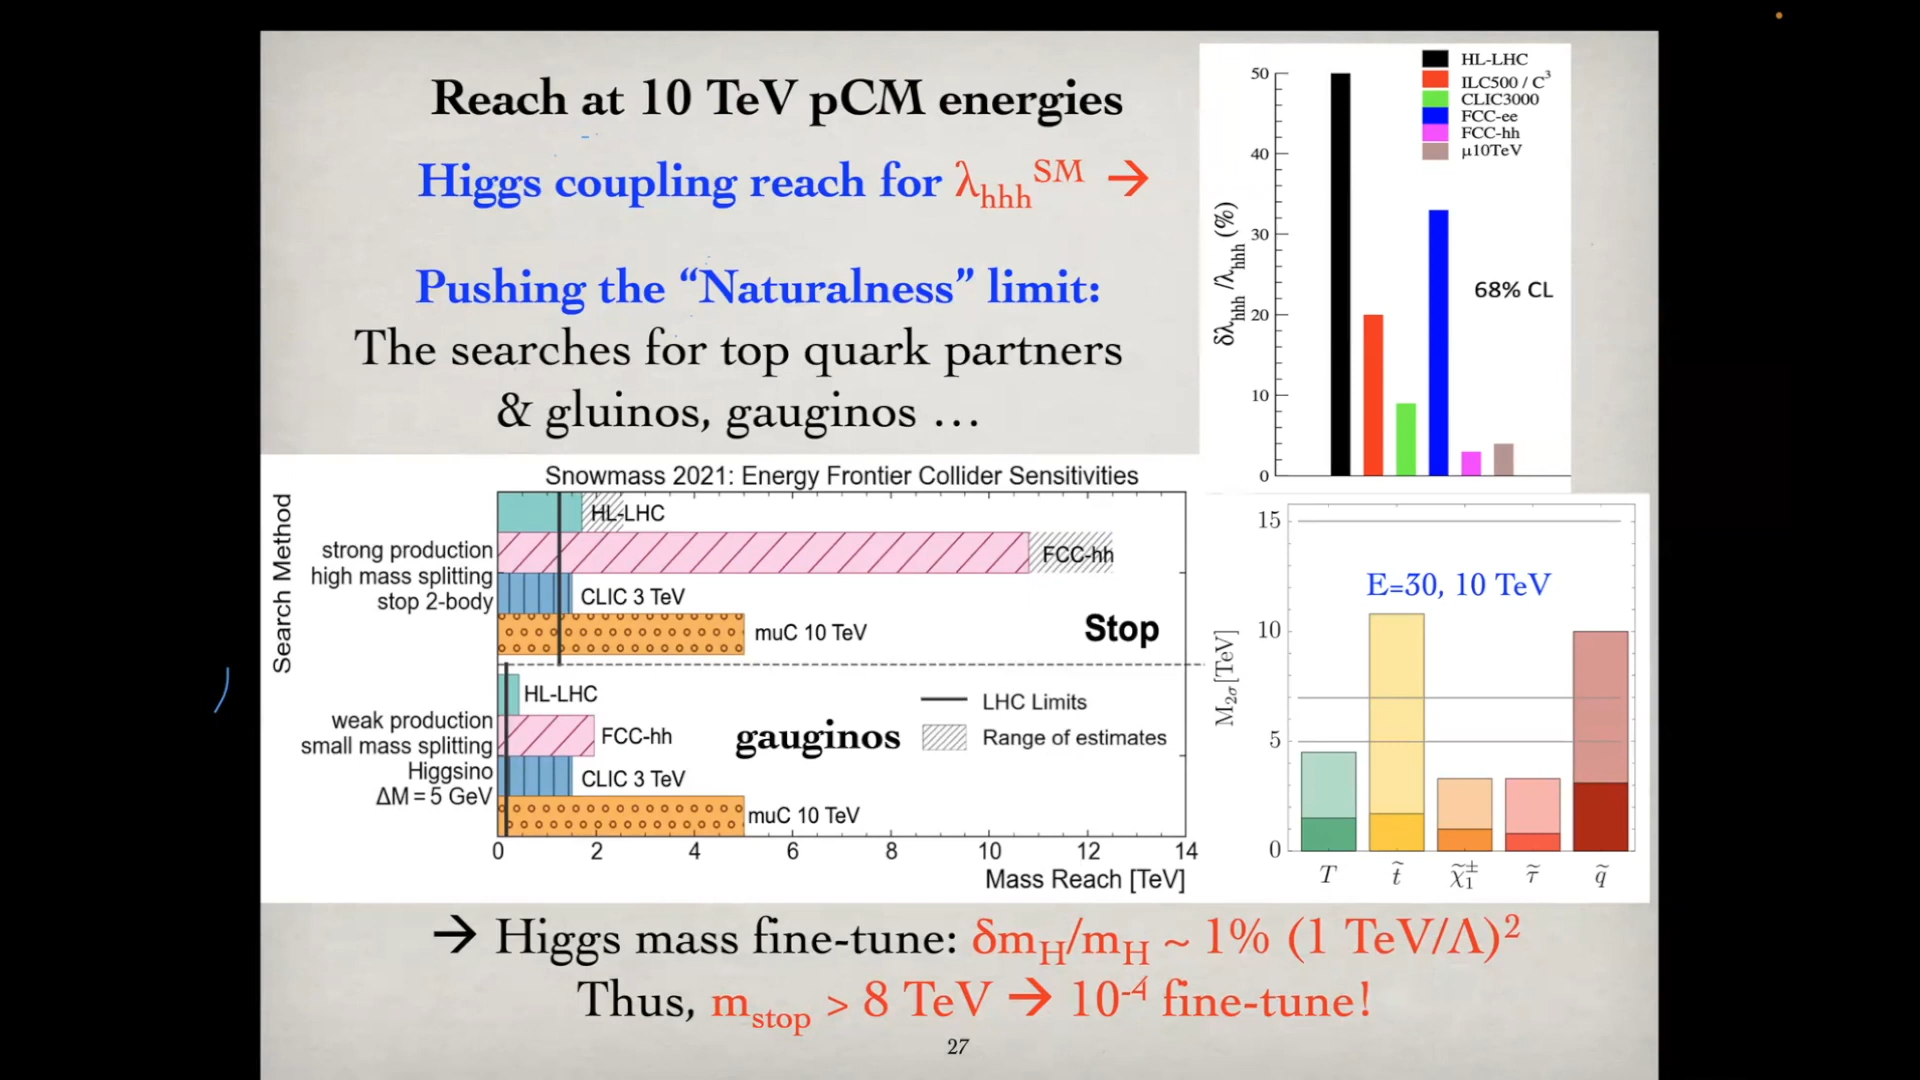 Reach at 10 TeV pCM energies
Higgs coupling reach for λhhh^SM →
Pushing the “Naturalness” limit:
The searches for top quark partners
& gluinos, gauginos …
HL-LHC
ILC500 / C³
CLIC3000
FCC-ee
FCC-hh
μ10TeV
50
40
30
20
10
0
δλhhh /λhhh (%)
68% CL
Snowmass 2021: Energy Frontier Collider Sensitivities
Search Method
HL-LHC
strong production
high mass splitting
stop 2-body
FCC-hh
CLIC 3 TeV
muC 10 TeV
Stop
HL-LHC
weak production
small mass splitting
Higgsino
ΔM = 5 GeV
FCC-hh
CLIC 3 TeV
muC 10 TeV
gauginos
LHC Limits
Range of estimates
0 2 4 6 8 10 12 14
Mass Reach [TeV]
15
10
5
0
M2σ[TeV]
E=30, 10 TeV
T t̃ χ̃₁± τ̃ q̃
→ Higgs mass fine-tune: δmH/mH ~ 1% (1 TeV/Λ)²
Thus, mstop > 8 TeV → 10⁻⁴ fine-tune!
27